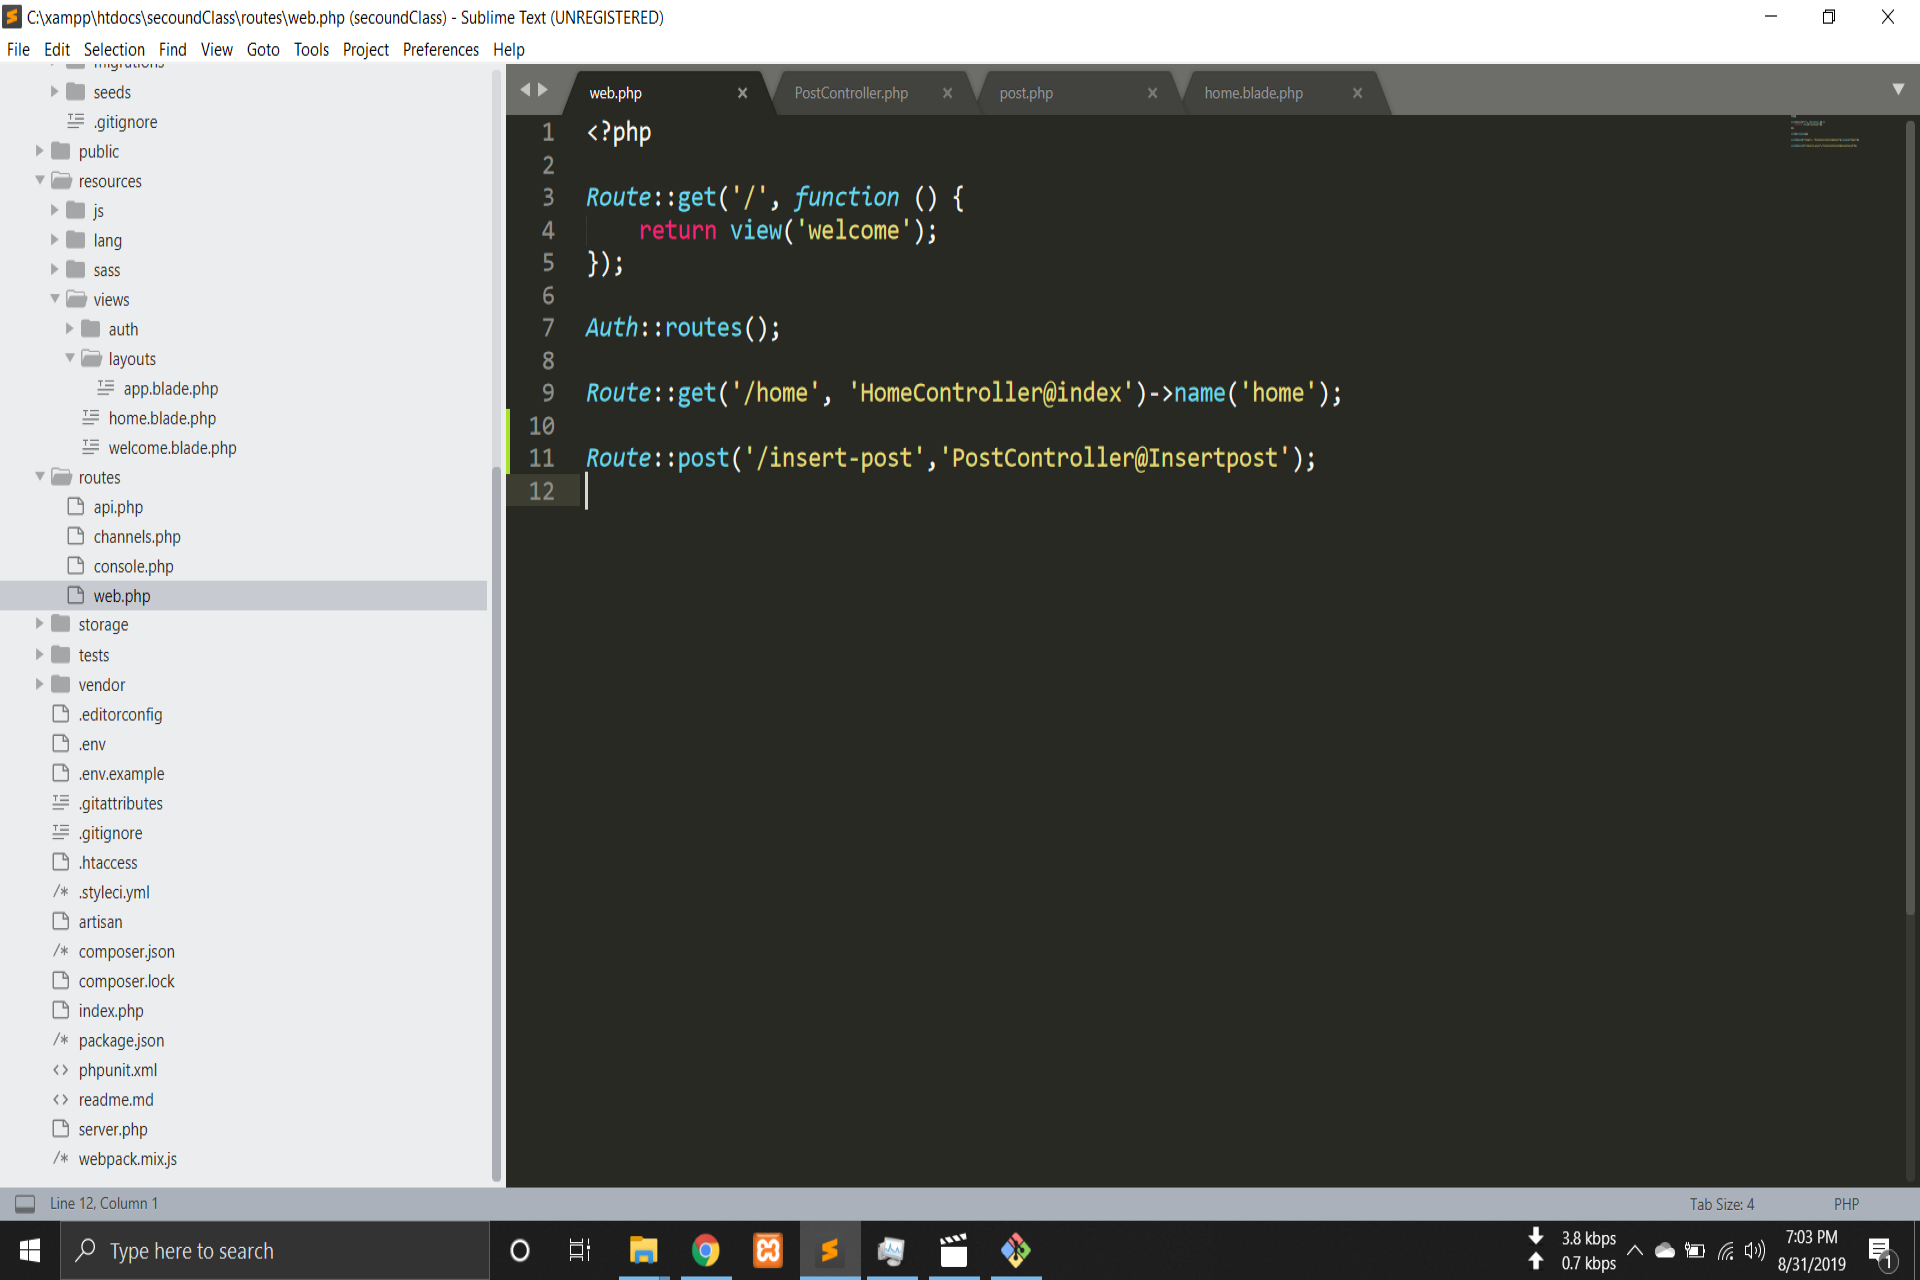 C:\xampp\htdocs\secoundClass\routes\web.php (secoundClass) - Sublime Text (UNREGISTERED)
File Edit Selection Find View Goto Tools Project Preferences Help
migrations
seeds
.gitignore
public
resources
js
lang
sass
views
auth
layouts
app.blade.php
home.blade.php
welcome.blade.php
routes
api.php
channels.php
console.php
web.php
storage
tests
vendor
.editorconfig
.env
.env.example
.gitattributes
.gitignore
.htaccess
/* .styleci.yml
artisan
/* composer.json
composer.lock
index.php
/* package.json
<> phpunit.xml
<> readme.md
server.php
/* webpack.mix.js
web.php × PostController.php × post.php × home.blade.php ×
1 <?php
2
3 Route::get('/', function () {
4     return view('welcome');
5 });
6
7 Auth::routes();
8
9 Route::get('/home', 'HomeController@index')->name('home');
10
11 Route::post('/insert-post','PostController@Insertpost');
12
Line 12, Column 1
Tab Size: 4 PHP
Type here to search
3.8 kbps
0.7 kbps
7:03 PM
8/31/2019
1